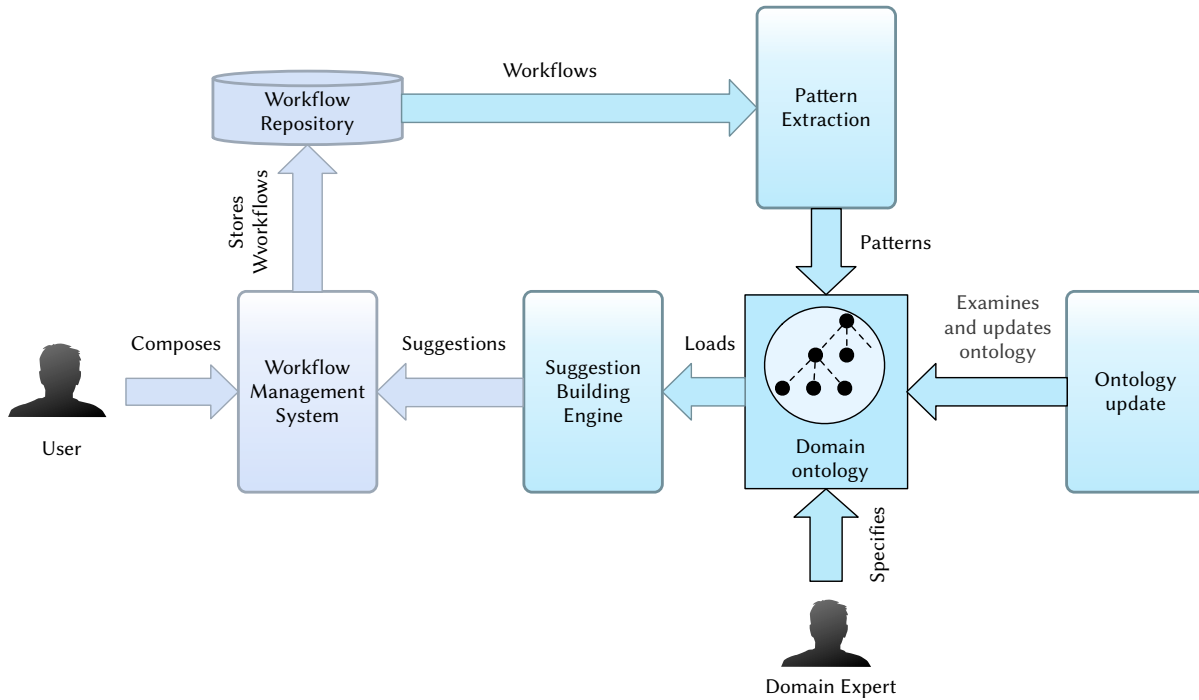 Workflows
Workflow
Repository
Pattern
Extraction
Stores
Wvorkflows
Patterns
Examines
and updates
ontology
Composes
Suggestions
Loads
Workflow
Management
System
Suggestion
Building
Engine
Ontology
update
User
Domain
ontology
Specifies
Domain Expert